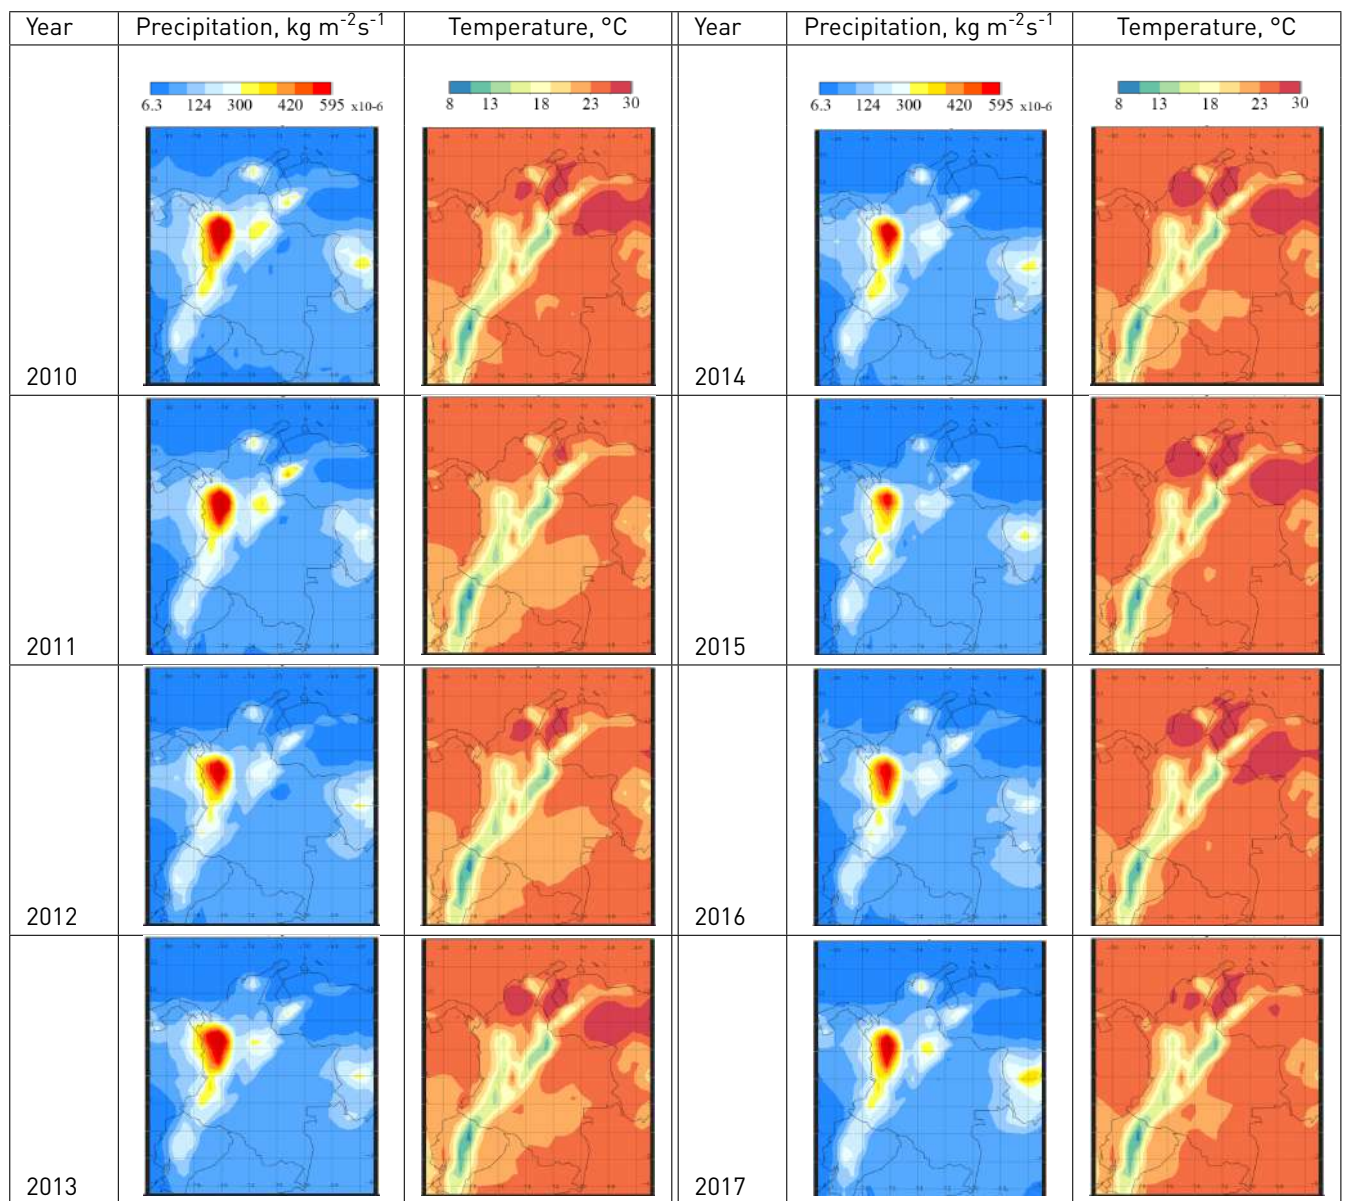 Year Precipitation, kg m-2s-1 Temperature, °C Year Precipitation, kg m-2s-1 Temperature, °C
6.3 124 300 420 595 x10-6 8 13 18 23 30 6.3 124 300 420 595 x10-6 8 13 18 23 30
2010 2014
2011 2015
2012 2016
2013 2017